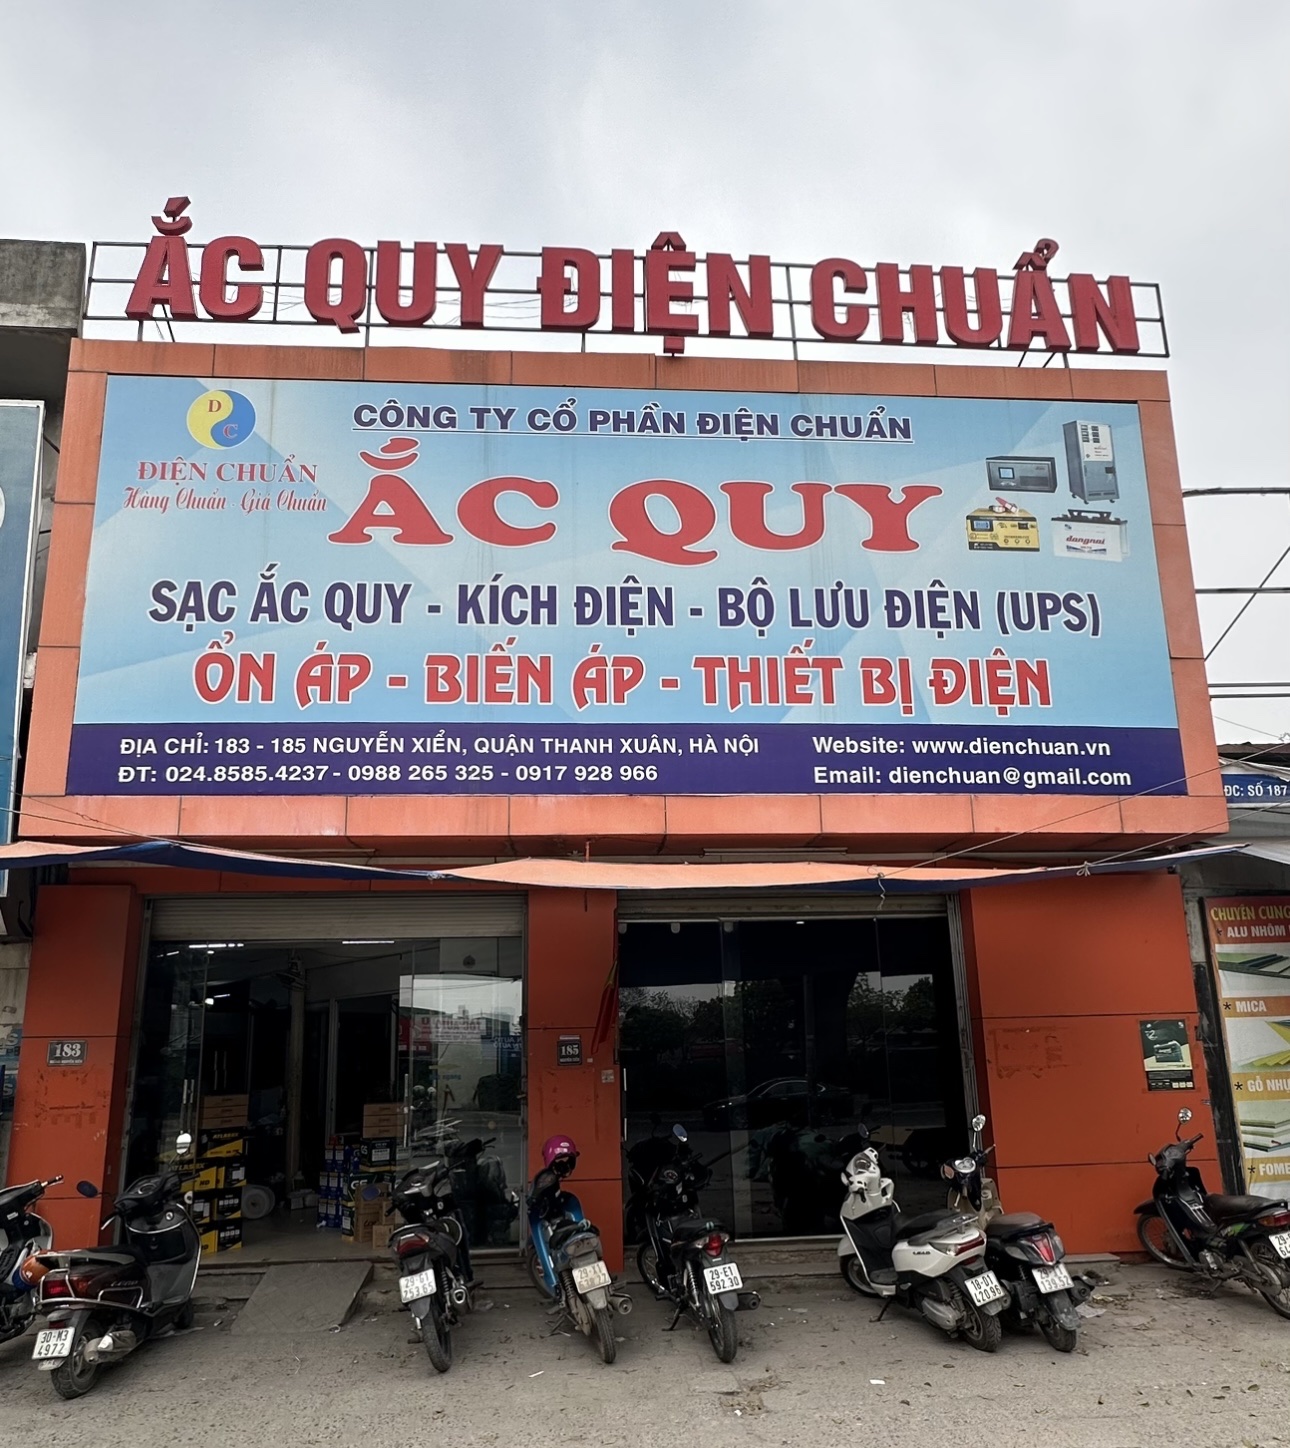 ẮC QUY ĐIỆN CHUẨN
CÔNG TY CỔ PHẦN ĐIỆN CHUẨN
D
C
ĐIỆN CHUẨN
Hàng Chuẩn - Giá Chuẩn
ẮC QUY
dongnai
SẠC ẮC QUY - KÍCH ĐIỆN - BỘ LƯU ĐIỆN (UPS)
ỔN ÁP - BIẾN ÁP - THIẾT BỊ ĐIỆN
ĐỊA CHỈ: 183 - 185 NGUYỄN XIỂN, QUẬN THANH XUÂN, HÀ NỘI
ĐT: 024.8585.4237 - 0988 265 325 - 0917 928 966
Website: www.dienchuan.vn
Email: dienchuan@gmail.com
ĐC: SỐ 187
CHUYÊN CUNG
* ALU NHÔM
* MICA
* GỖ NHỰ
* FOME
183
185
30-N3
4972
29-E1
592.30
18-D1
420.96